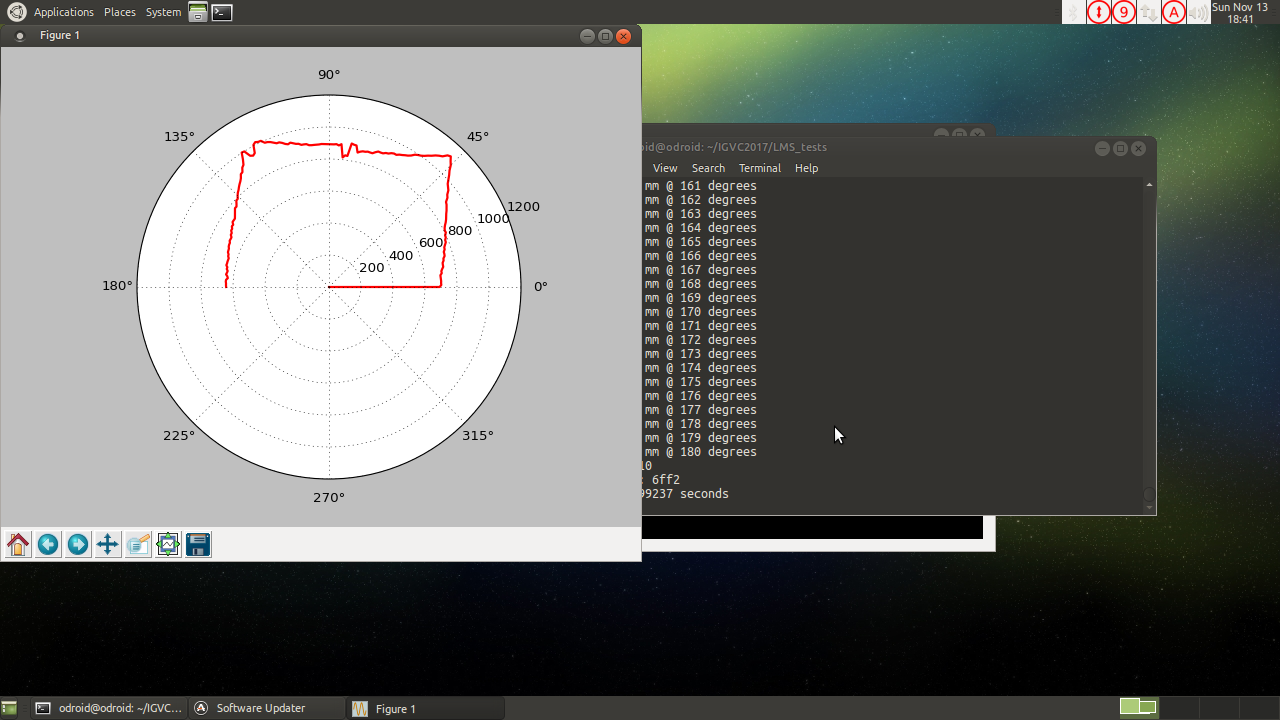 Applications Places System
9
A
Sun Nov 13
18:41
Figure 1
90°
135°
45°
1200
1000
800
600
400
200
180°
0°
225°
315°
270°
oid@odroid: ~/IGVC2017/LMS_tests
View Search Terminal Help
mm @ 161 degrees
mm @ 162 degrees
mm @ 163 degrees
mm @ 164 degrees
mm @ 165 degrees
mm @ 166 degrees
mm @ 167 degrees
mm @ 168 degrees
mm @ 169 degrees
mm @ 170 degrees
mm @ 171 degrees
mm @ 172 degrees
mm @ 173 degrees
mm @ 174 degrees
mm @ 175 degrees
mm @ 176 degrees
mm @ 177 degrees
mm @ 178 degrees
mm @ 179 degrees
mm @ 180 degrees
10
: 6ff2
99237 seconds
odroid@odroid: ~/IGVC...
Software Updater
Figure 1